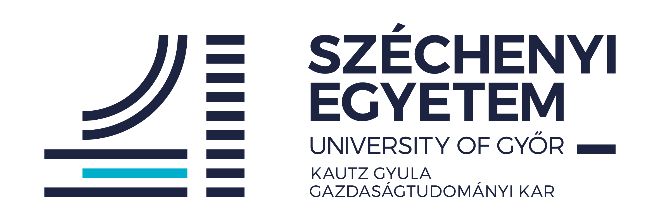 SZÉCHENYI
EGYETEM
UNIVERSITY OF GYŐR
KAUTZ GYULA
GAZDASÁGTUDOMÁNYI KAR